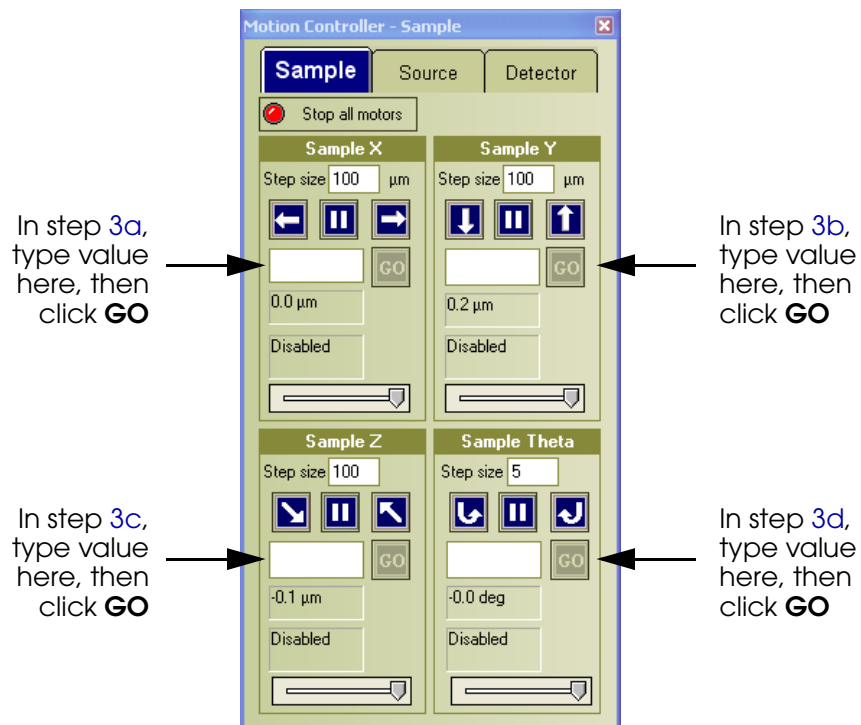 Motion Controller - Sample
Sample Source Detector
Stop all motors
Sample X
Step size 100 µm
GO
0.0 µm
Disabled
Sample Y
Step size 100 µm
GO
0.2 µm
Disabled
Sample Z
Step size 100
GO
-0.1 µm
Disabled
Sample Theta
Step size 5
GO
-0.0 deg
Disabled
In step 3a,
type value
here, then
click GO
In step 3b,
type value
here, then
click GO
In step 3c,
type value
here, then
click GO
In step 3d,
type value
here, then
click GO